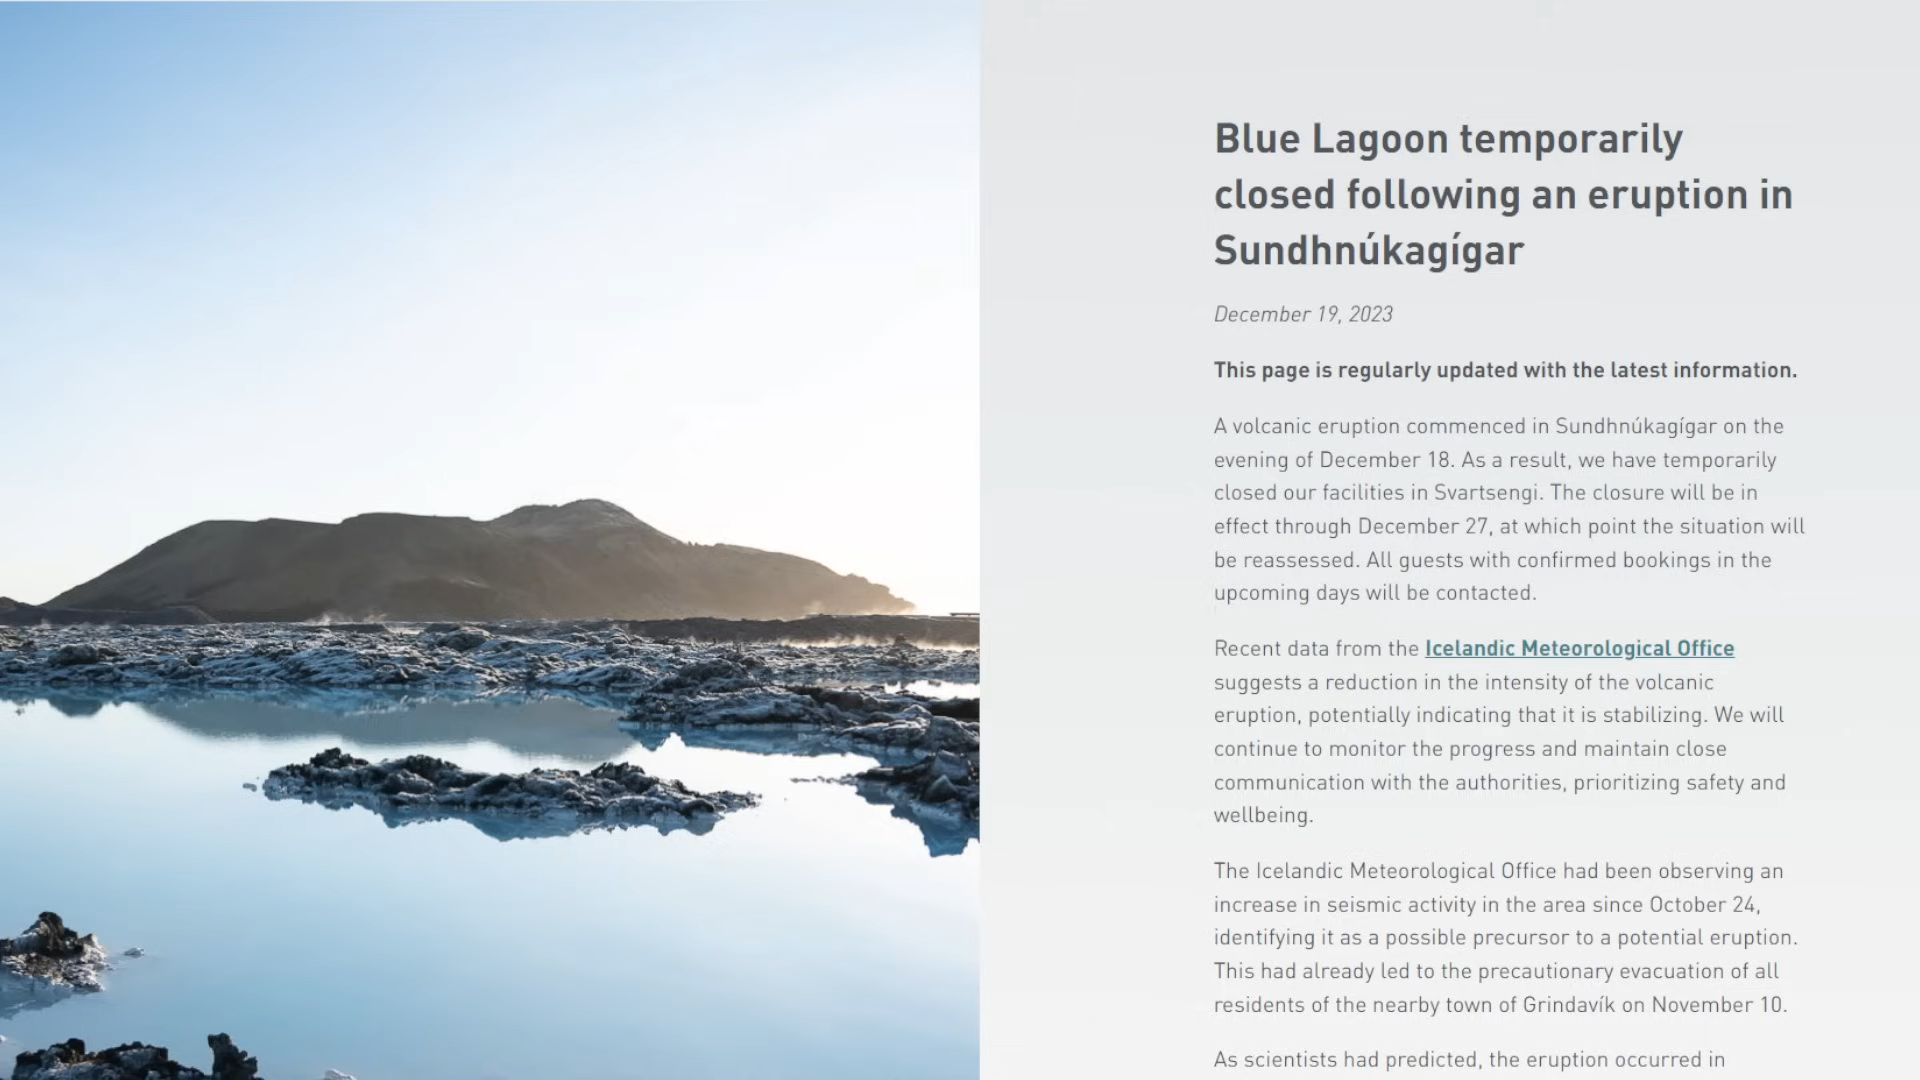 Blue Lagoon temporarily
closed following an eruption in
Sundhnúkagígar
December 19, 2023
This page is regularly updated with the latest information.
A volcanic eruption commenced in Sundhnúkagígar on the
evening of December 18. As a result, we have temporarily
closed our facilities in Svartsengi. The closure will be in
effect through December 27, at which point the situation will
be reassessed. All guests with confirmed bookings in the
upcoming days will be contacted.
Recent data from the Icelandic Meteorological Office
suggests a reduction in the intensity of the volcanic
eruption, potentially indicating that it is stabilizing. We will
continue to monitor the progress and maintain close
communication with the authorities, prioritizing safety and
wellbeing.
The Icelandic Meteorological Office had been observing an
increase in seismic activity in the area since October 24,
identifying it as a possible precursor to a potential eruption.
This had already led to the precautionary evacuation of all
residents of the nearby town of Grindavík on November 10.
As scientists had predicted, the eruption occurred in